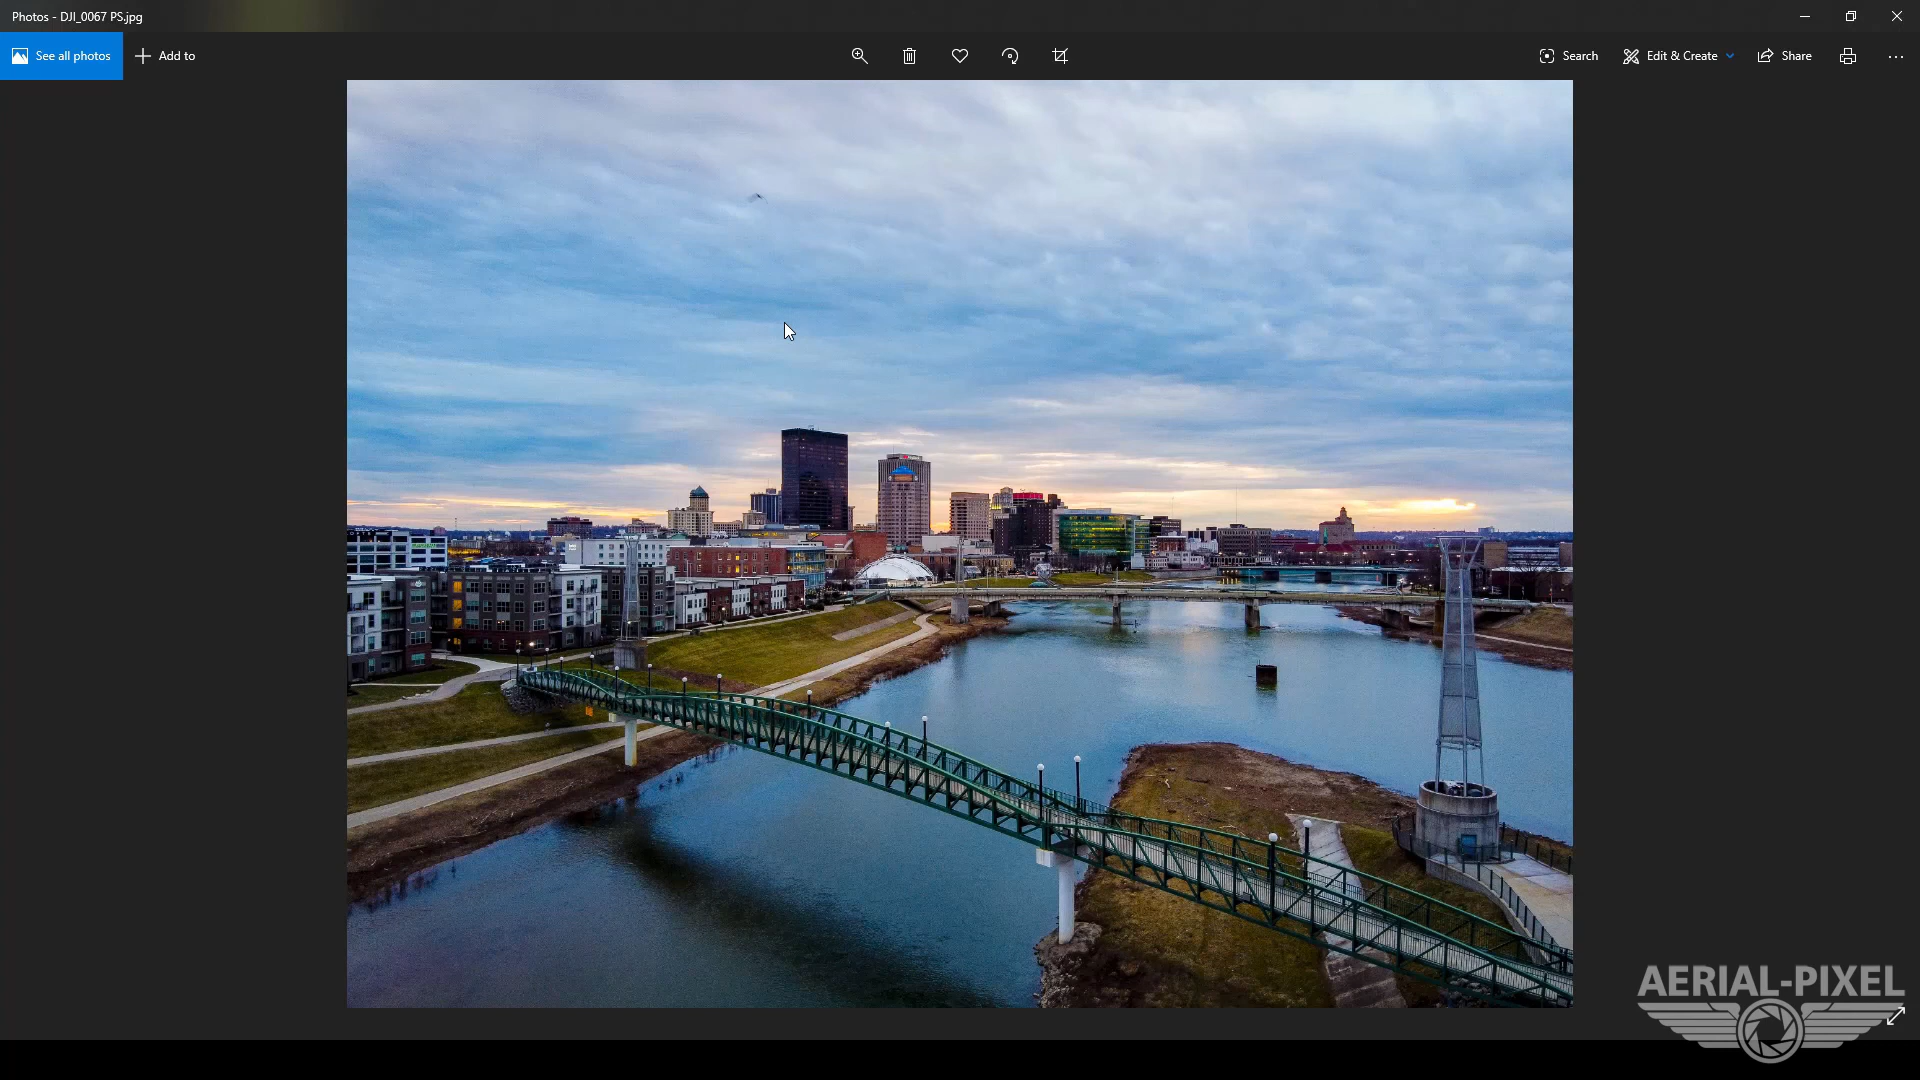 Photos - DJI_0067 PS.jpg
See all photos
Add to
Search
Edit & Create
Share
AERIAL-PIXEL